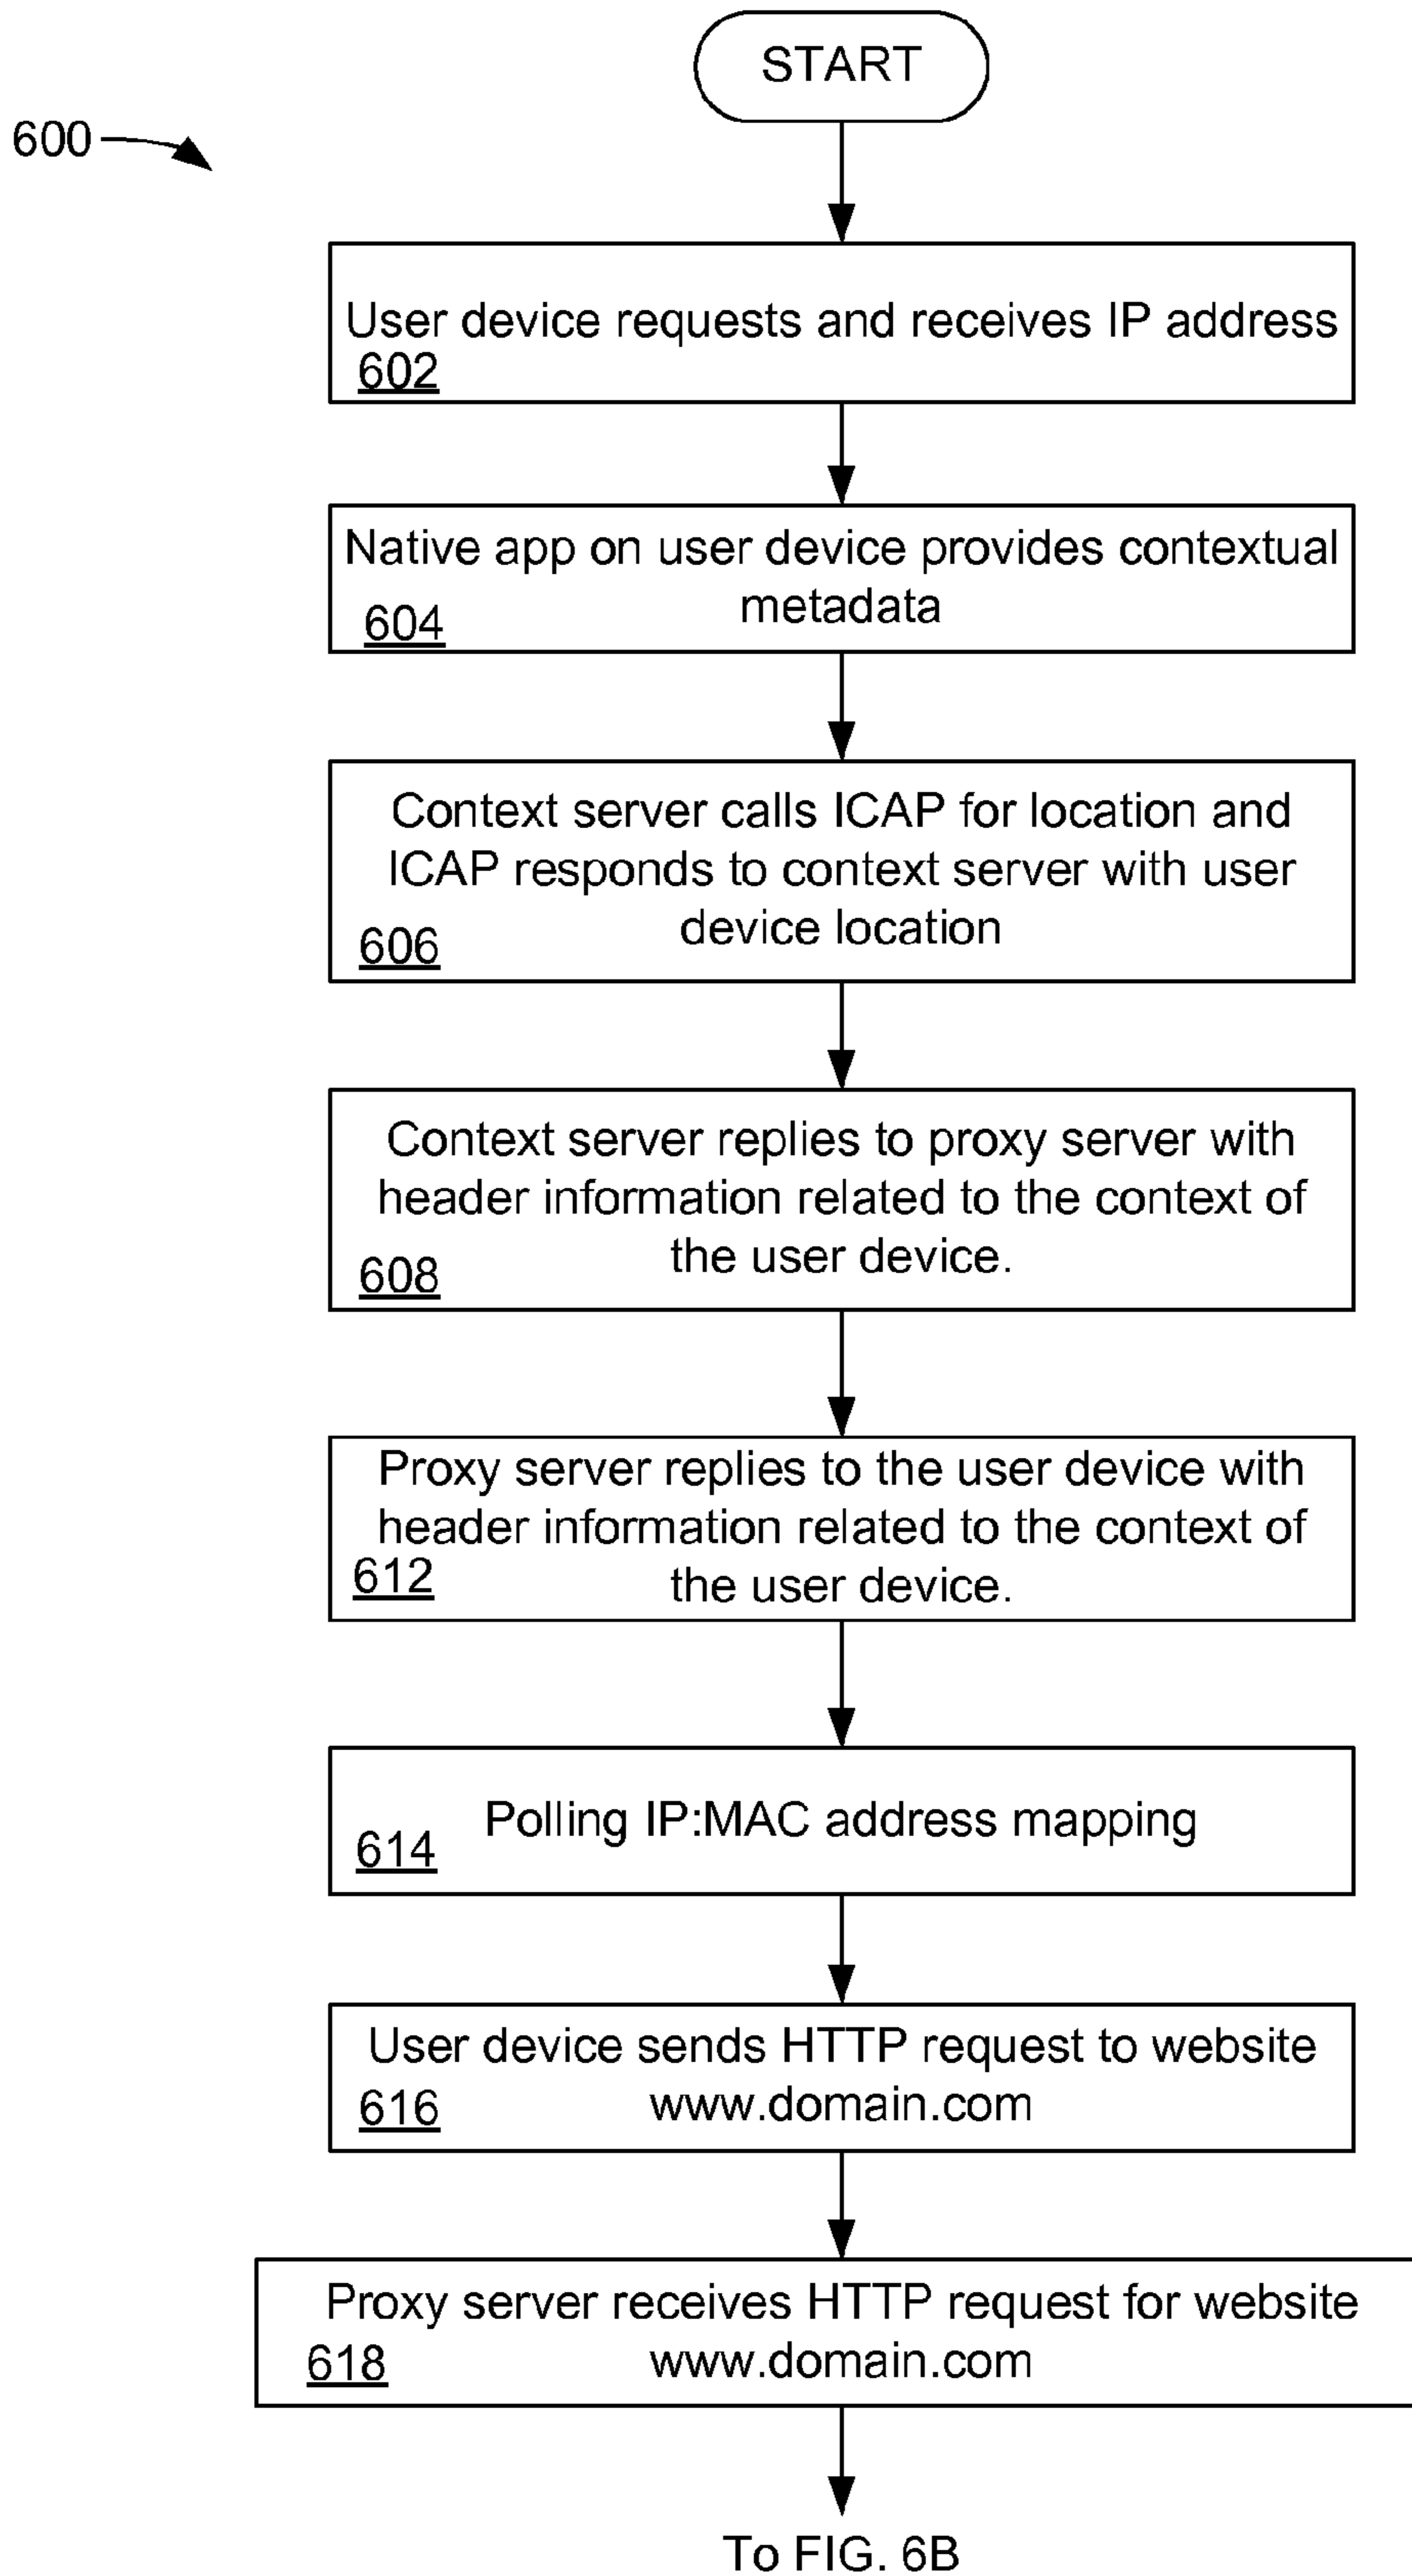 START
600
User device requests and receives IP address
602
Native app on user device provides contextual
metadata
604
Context server calls ICAP for location and
ICAP responds to context server with user
device location
606
Context server replies to proxy server with
header information related to the context of
the user device.
608
Proxy server replies to the user device with
header information related to the context of
the user device.
612
Polling IP:MAC address mapping
614
User device sends HTTP request to website
www.domain.com
616
Proxy server receives HTTP request for website
www.domain.com
618
To FIG. 6B